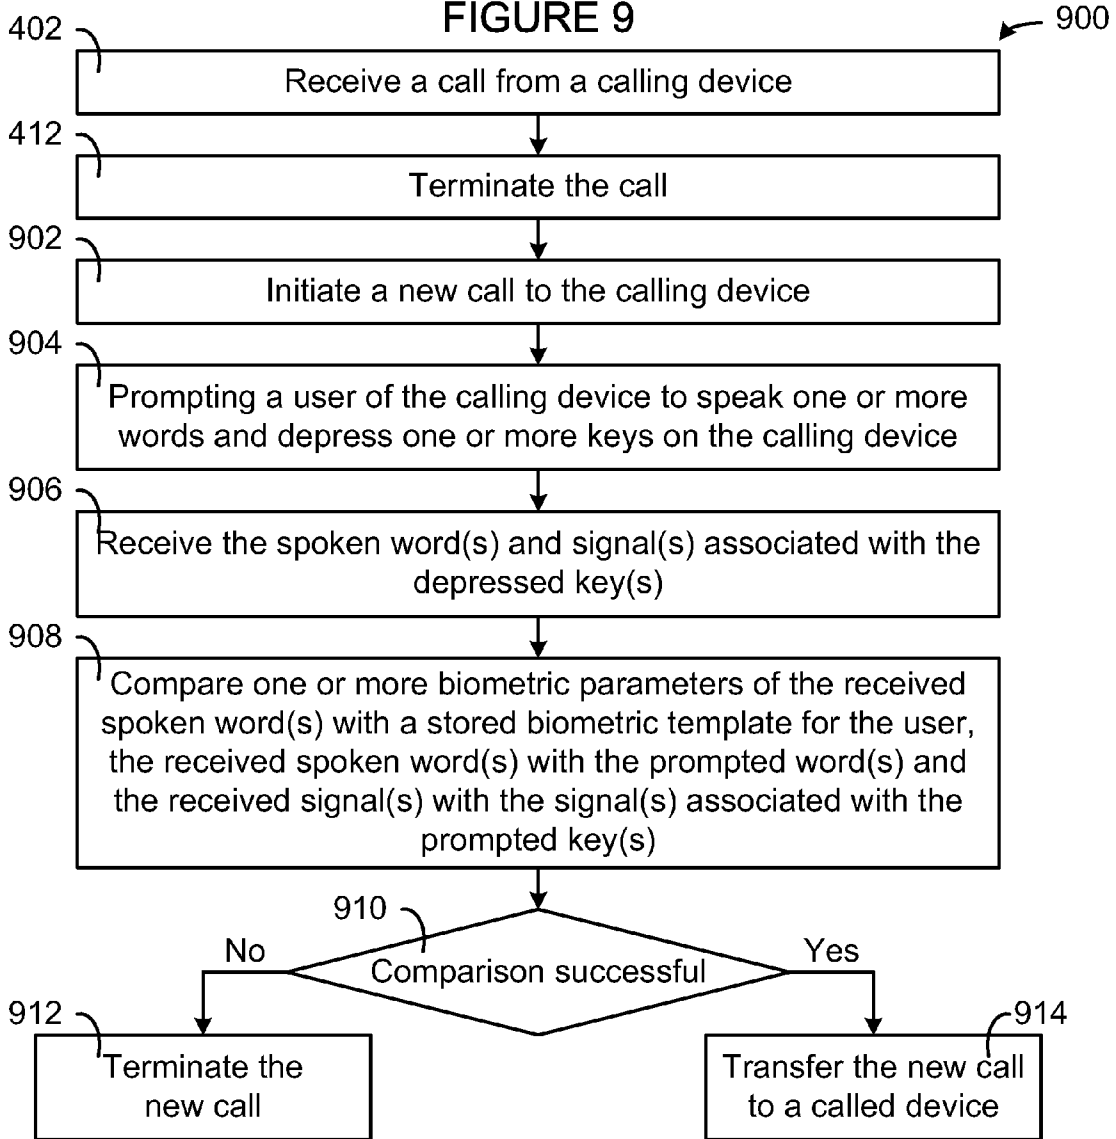 FIGURE 9
900
402
Receive a call from a calling device
412
Terminate the call
902
Initiate a new call to the calling device
904
Prompting a user of the calling device to speak one or more
words and depress one or more keys on the calling device
906
Receive the spoken word(s) and signal(s) associated with the
depressed key(s)
908
Compare one or more biometric parameters of the received
spoken word(s) with a stored biometric template for the user,
the received spoken word(s) with the prompted word(s) and
the received signal(s) with the signal(s) associated with the
prompted key(s)
910
No
Comparison successful
Yes
912
Terminate the
new call
914
Transfer the new call
to a called device